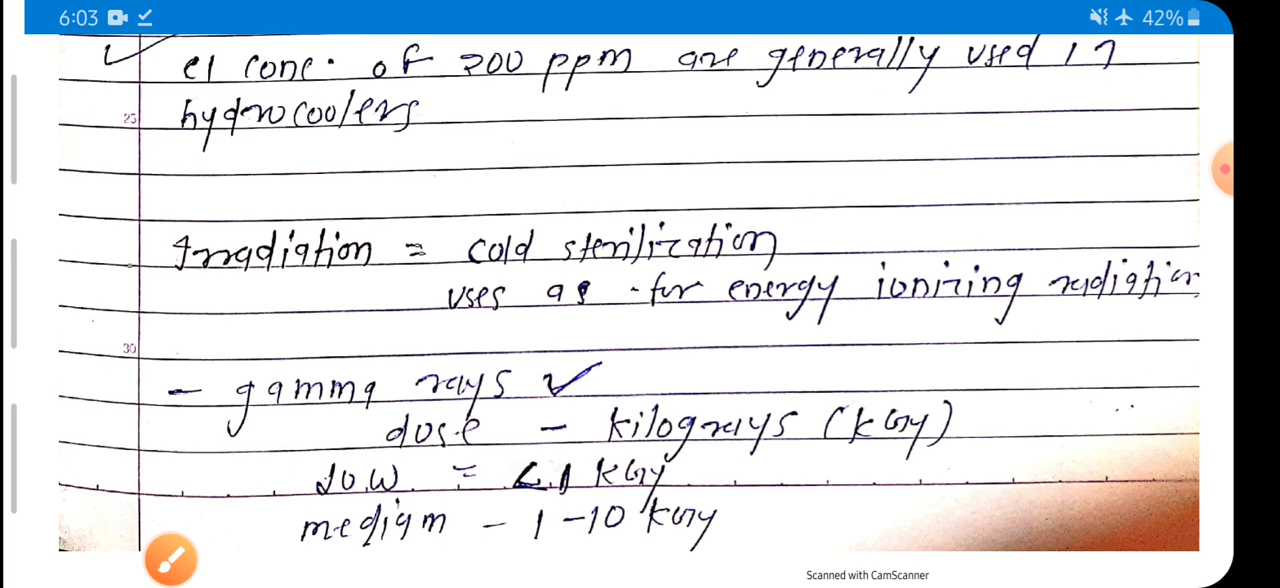 6:03
42%
cl conc. of 200 ppm are generally used in
25
hydrocoolers
Irradiation = cold sterilization
uses as for energy ionizing radiation
30
- gamma rays ✓
dose - kilograys (kGy)
low = <1 kGy
medium - 1-10 kGy
Scanned with CamScanner